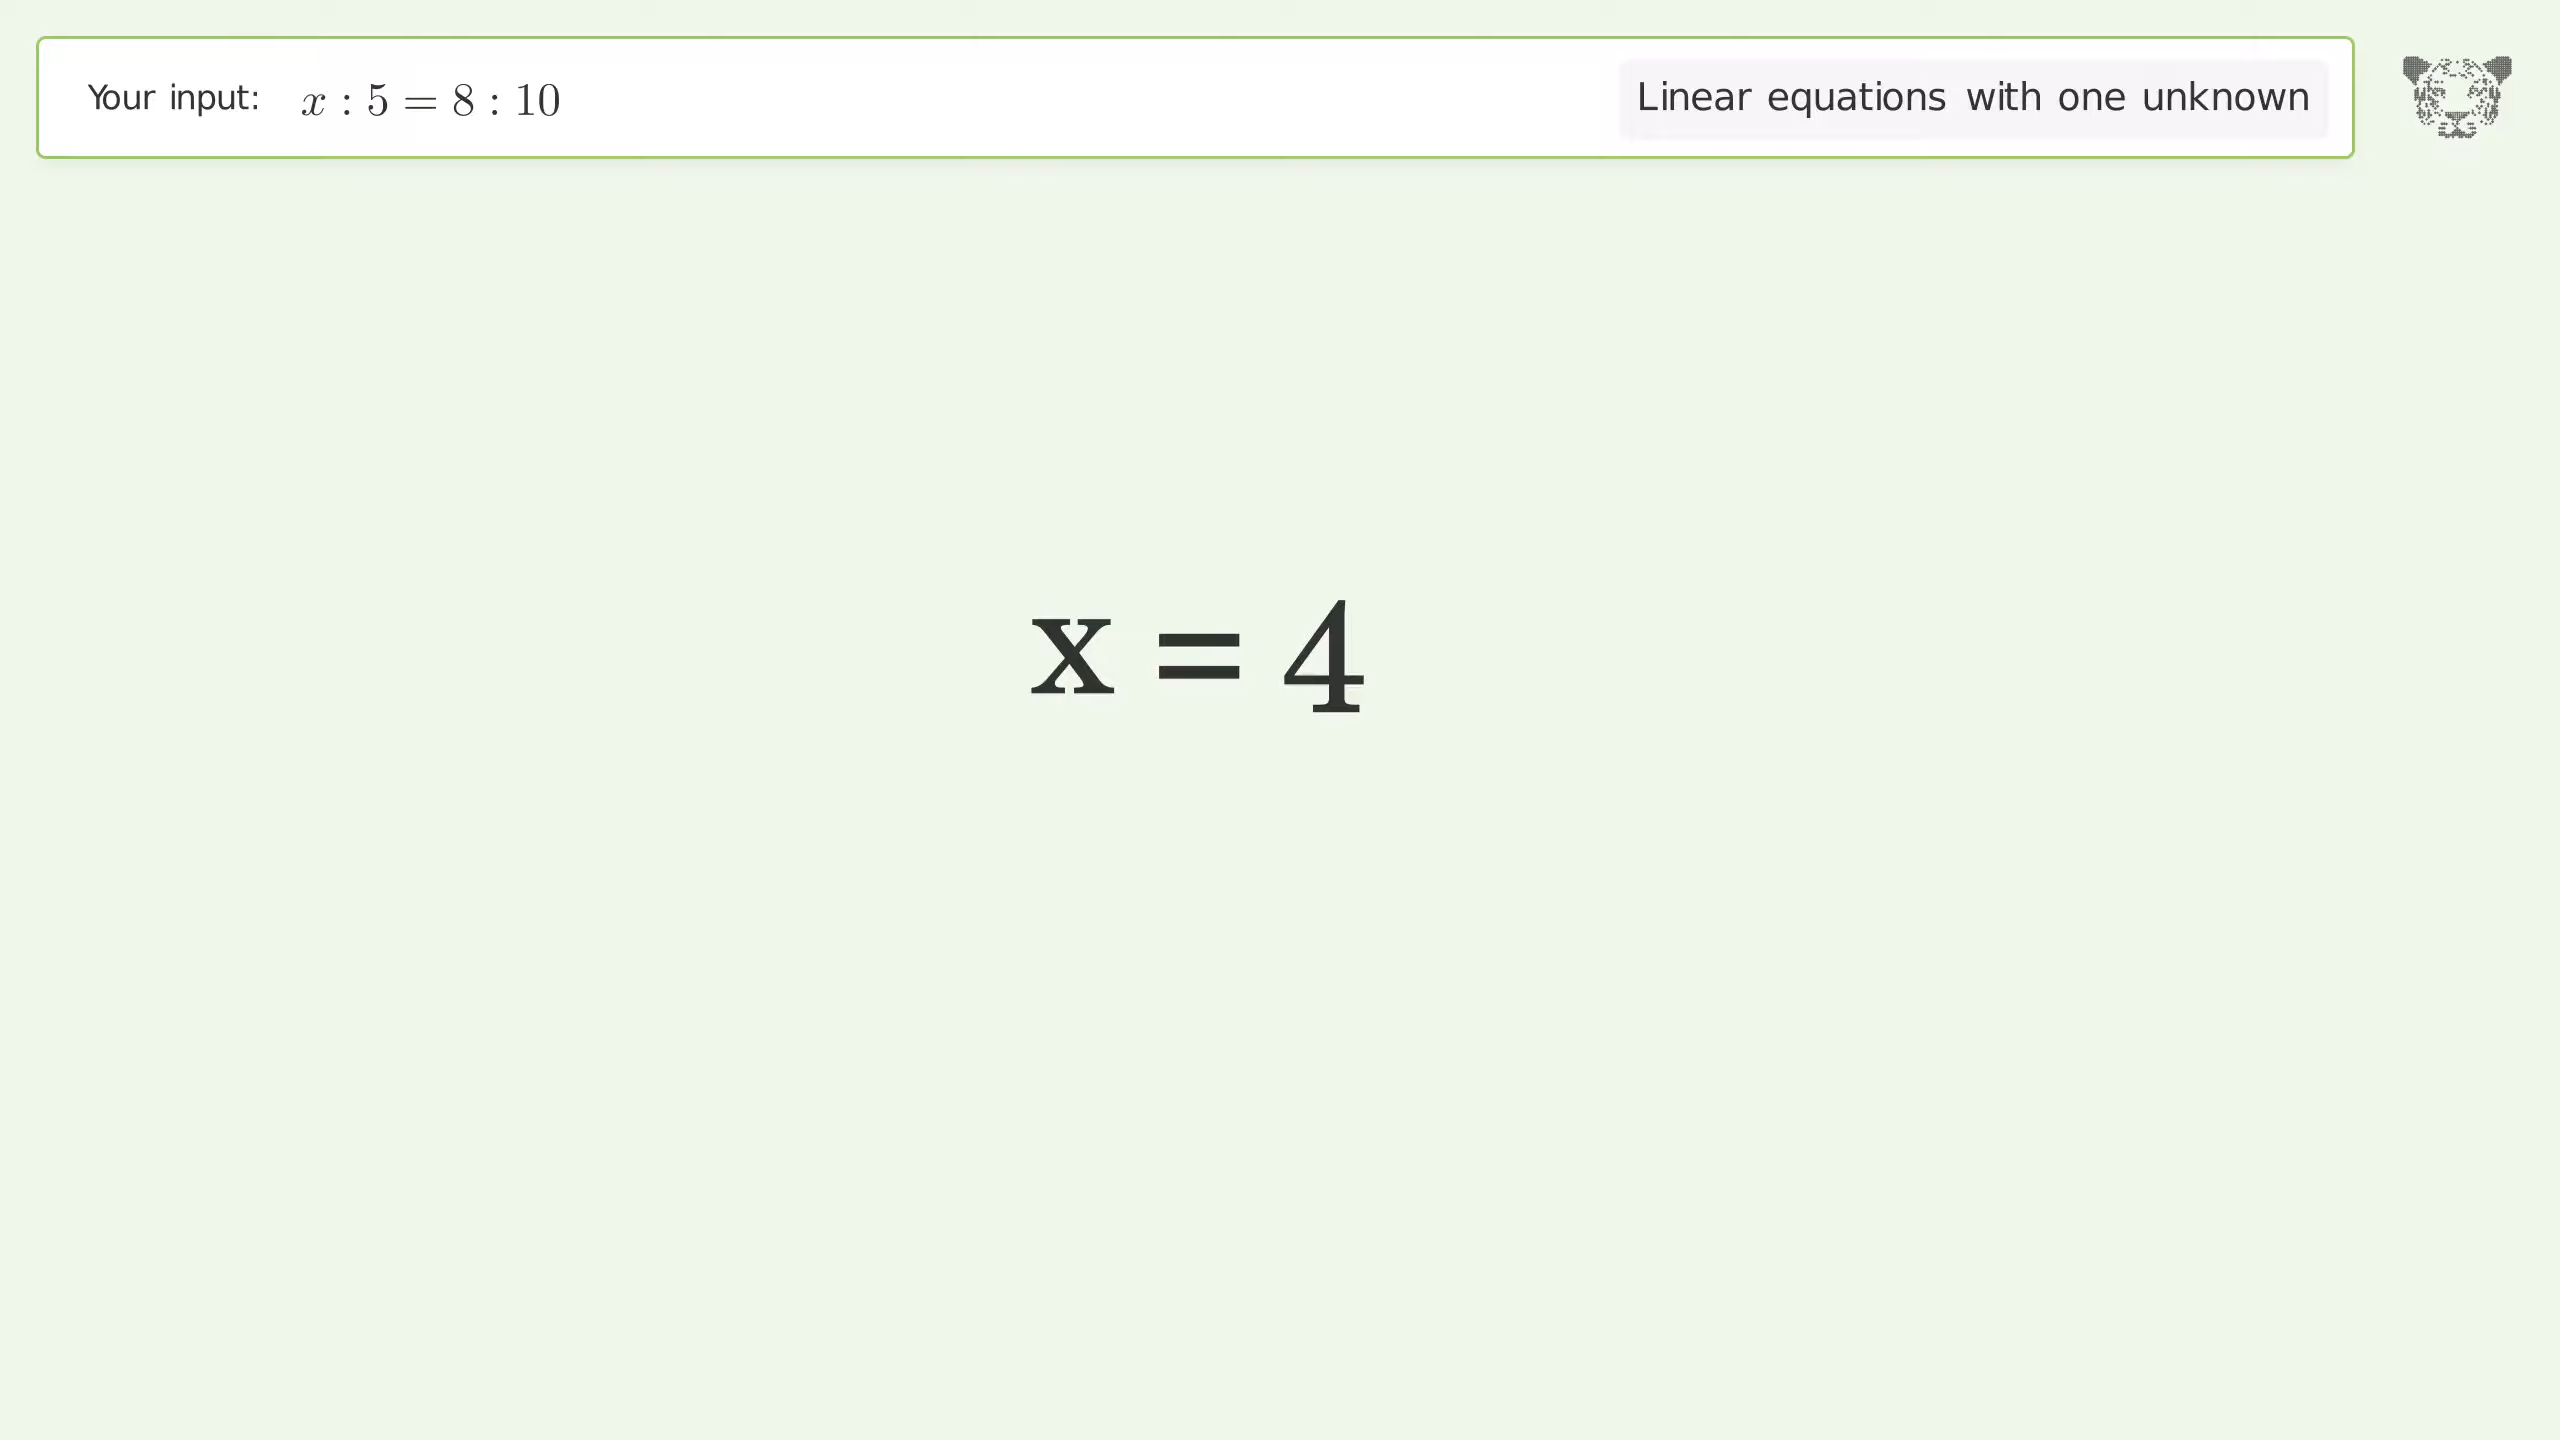 Your input: x : 5 = 8 : 10
Linear equations with one unknown
x = 4